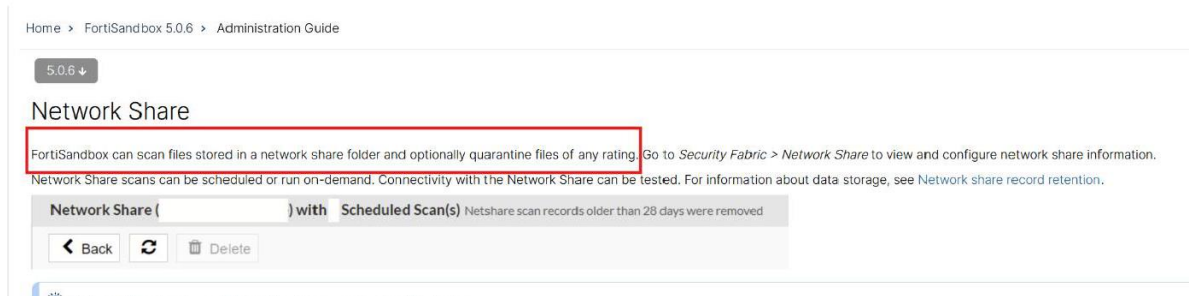 Home > FortiSandbox 5.0.6 > Administration Guide
5.0.6
Network Share
FortiSandbox can scan files stored in a network share folder and optionally quarantine files of any rating. Go to Security Fabric > Network Share to view and configure network share information.
Network Share scans can be scheduled or run on-demand. Connectivity with the Network Share can be tested. For information about data storage, see Network share record retention.
Network Share ( ) with Scheduled Scan(s) Netshare scan records older than 28 days were removed
Back Delete